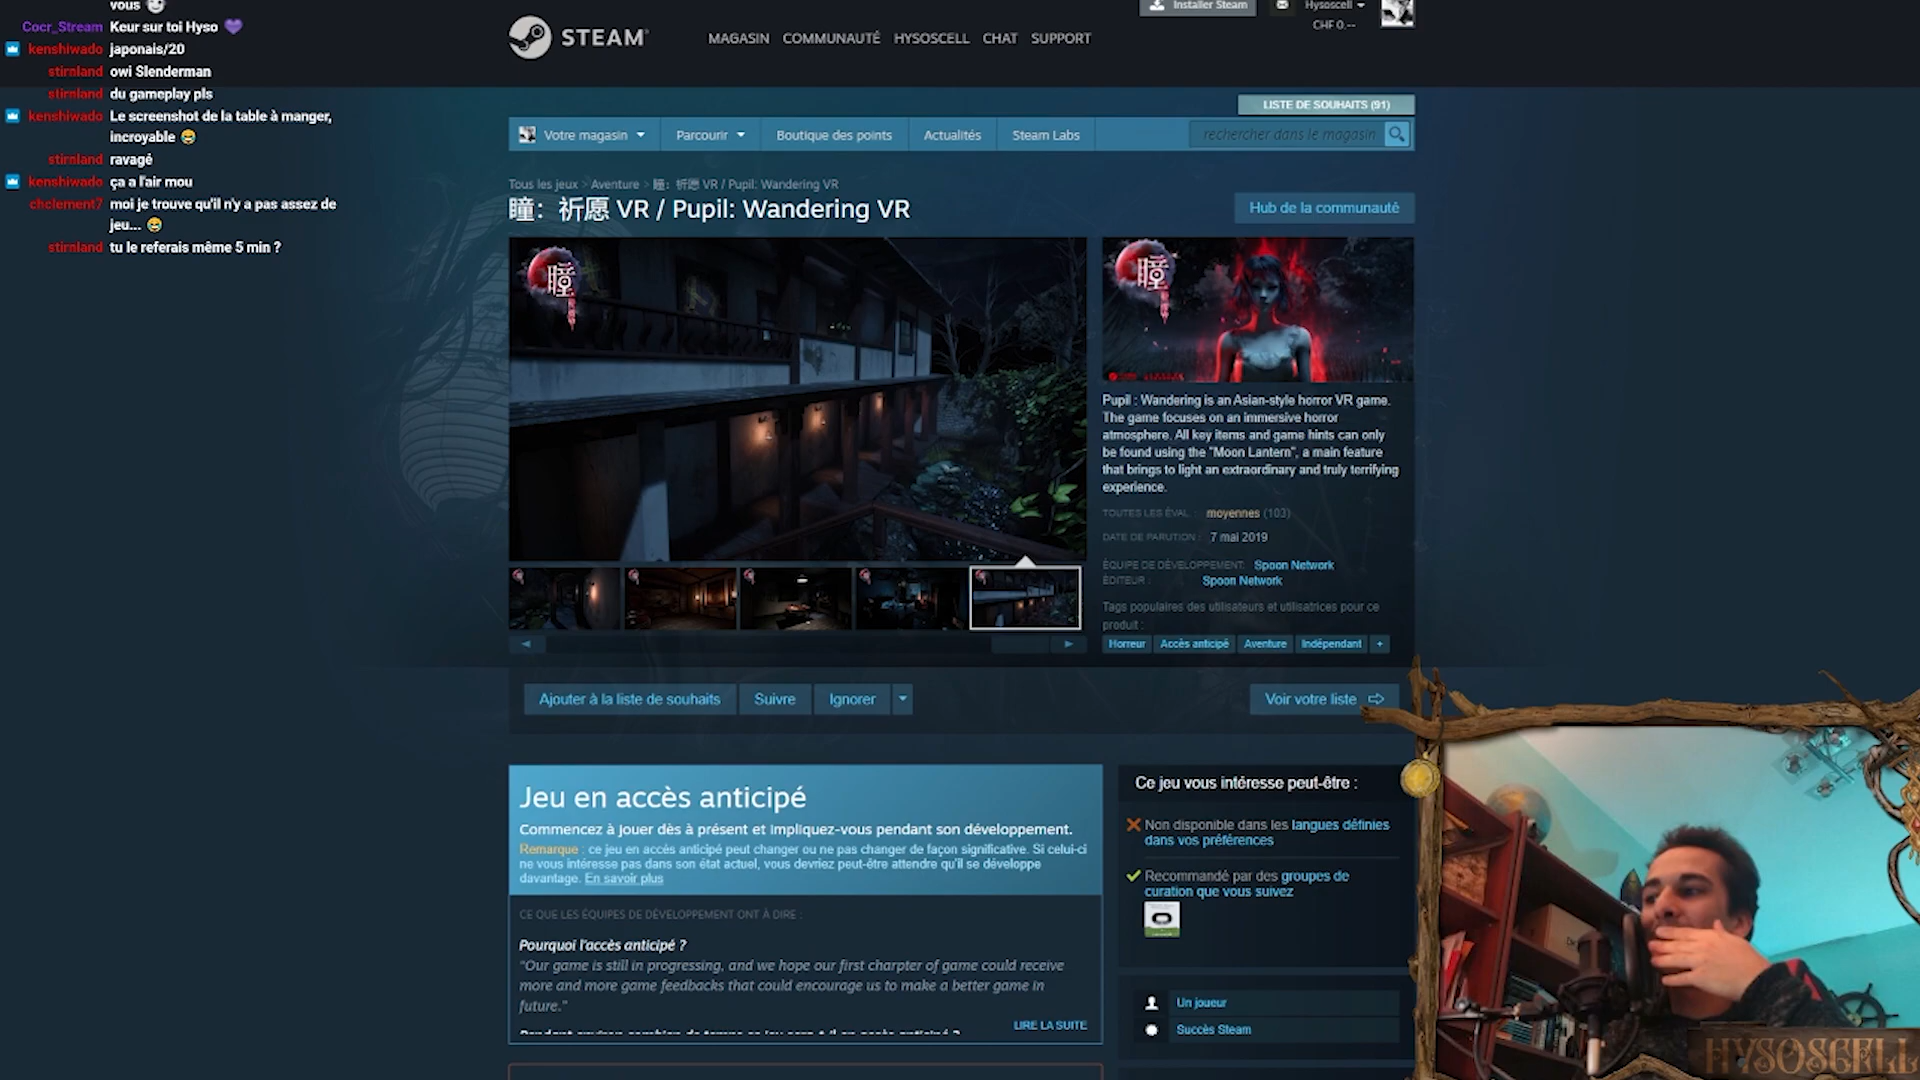 vous
Cocr_Stream Keur sur toi Hyso
kenshiwado japonais/20
stirnland owi Slenderman
stirnland du gameplay pls
kenshiwado Le screenshot de la table à manger,
incroyable
stirnland ravagé
kenshiwado ça a l'air mou
chclement7 moi je trouve qu'il n'y a pas assez de
jeu...
stirnland tu le referais même 5 min ?
STEAM
MAGASIN COMMUNAUTÉ HYSOSCELL CHAT SUPPORT
Installer Steam
Hysoscell
CHF 0.--
LISTE DE SOUHAITS (91)
Votre magasin Parcourir Boutique des points Actualités Steam Labs
rechercher dans le magasin
Tous les jeux > Aventure > 瞳：祈愿 VR / Pupil: Wandering VR
瞳：祈愿 VR / Pupil: Wandering VR
Hub de la communauté
瞳
瞳
Pupil : Wandering is an Asian-style horror VR game.
The game focuses on an immersive horror
atmosphere. All key items and game hints can only
be found using the "Moon Lantern", a main feature
that brings to light an extraordinary and truly terrifying
experience.
TOUTES LES ÉVAL. : moyennes (103)
DATE DE PARUTION : 7 mai 2019
ÉQUIPE DE DÉVELOPPEMENT: Spoon Network
ÉDITEUR : Spoon Network
Tags populaires des utilisateurs et utilisatrices pour ce
produit :
Horreur Accès anticipé Aventure Indépendant +
Ajouter à la liste de souhaits Suivre Ignorer
Voir votre liste
Jeu en accès anticipé
Commencez à jouer dès à présent et impliquez-vous pendant son développement.
Remarque : ce jeu en accès anticipé peut changer ou ne pas changer de façon significative. Si celui-ci
ne vous intéresse pas dans son état actuel, vous devriez peut-être attendre qu'il se développe
davantage. En savoir plus
CE QUE LES ÉQUIPES DE DÉVELOPPEMENT ONT À DIRE :
Pourquoi l'accès anticipé ?
“Our game is still in progressing, and we hope our first charpter of game could receive
more and more game feedbacks that could encourage us to make a better game in
future.”
Pendant environ combien de temps ce jeu sera-t-il en accès anticipé ?
LIRE LA SUITE
Ce jeu vous intéresse peut-être :
Non disponible dans les langues définies
dans vos préférences
Recommandé par des groupes de
curation que vous suivez
Un joueur
Succès Steam
HYSOSCELL